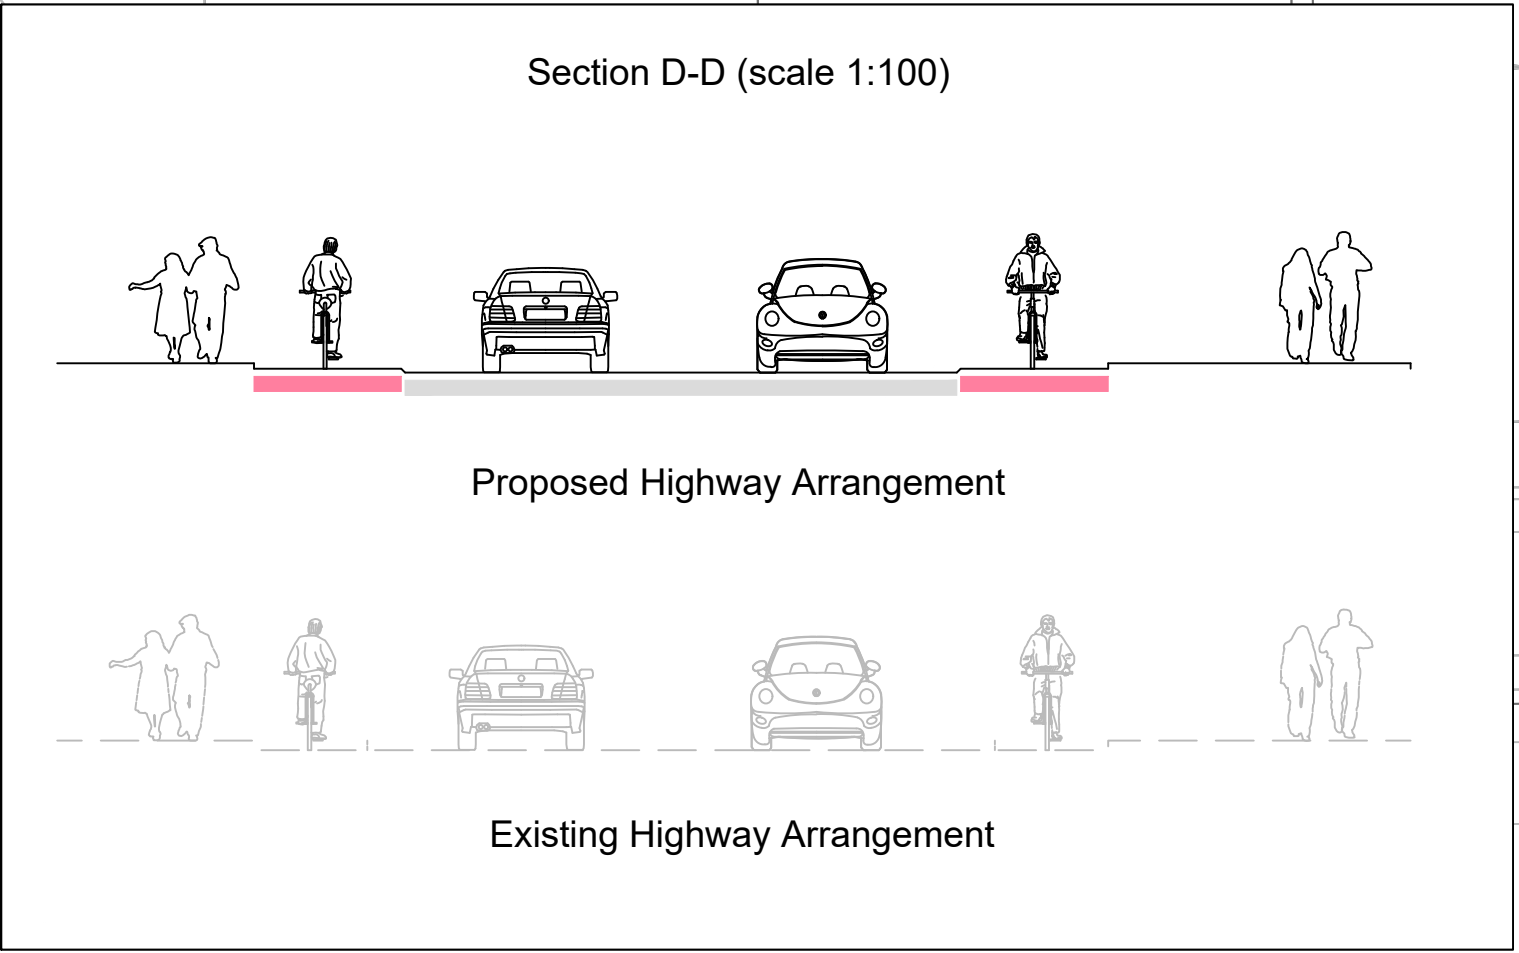 Section D-D (scale 1:100)
Proposed Highway Arrangement
Existing Highway Arrangement